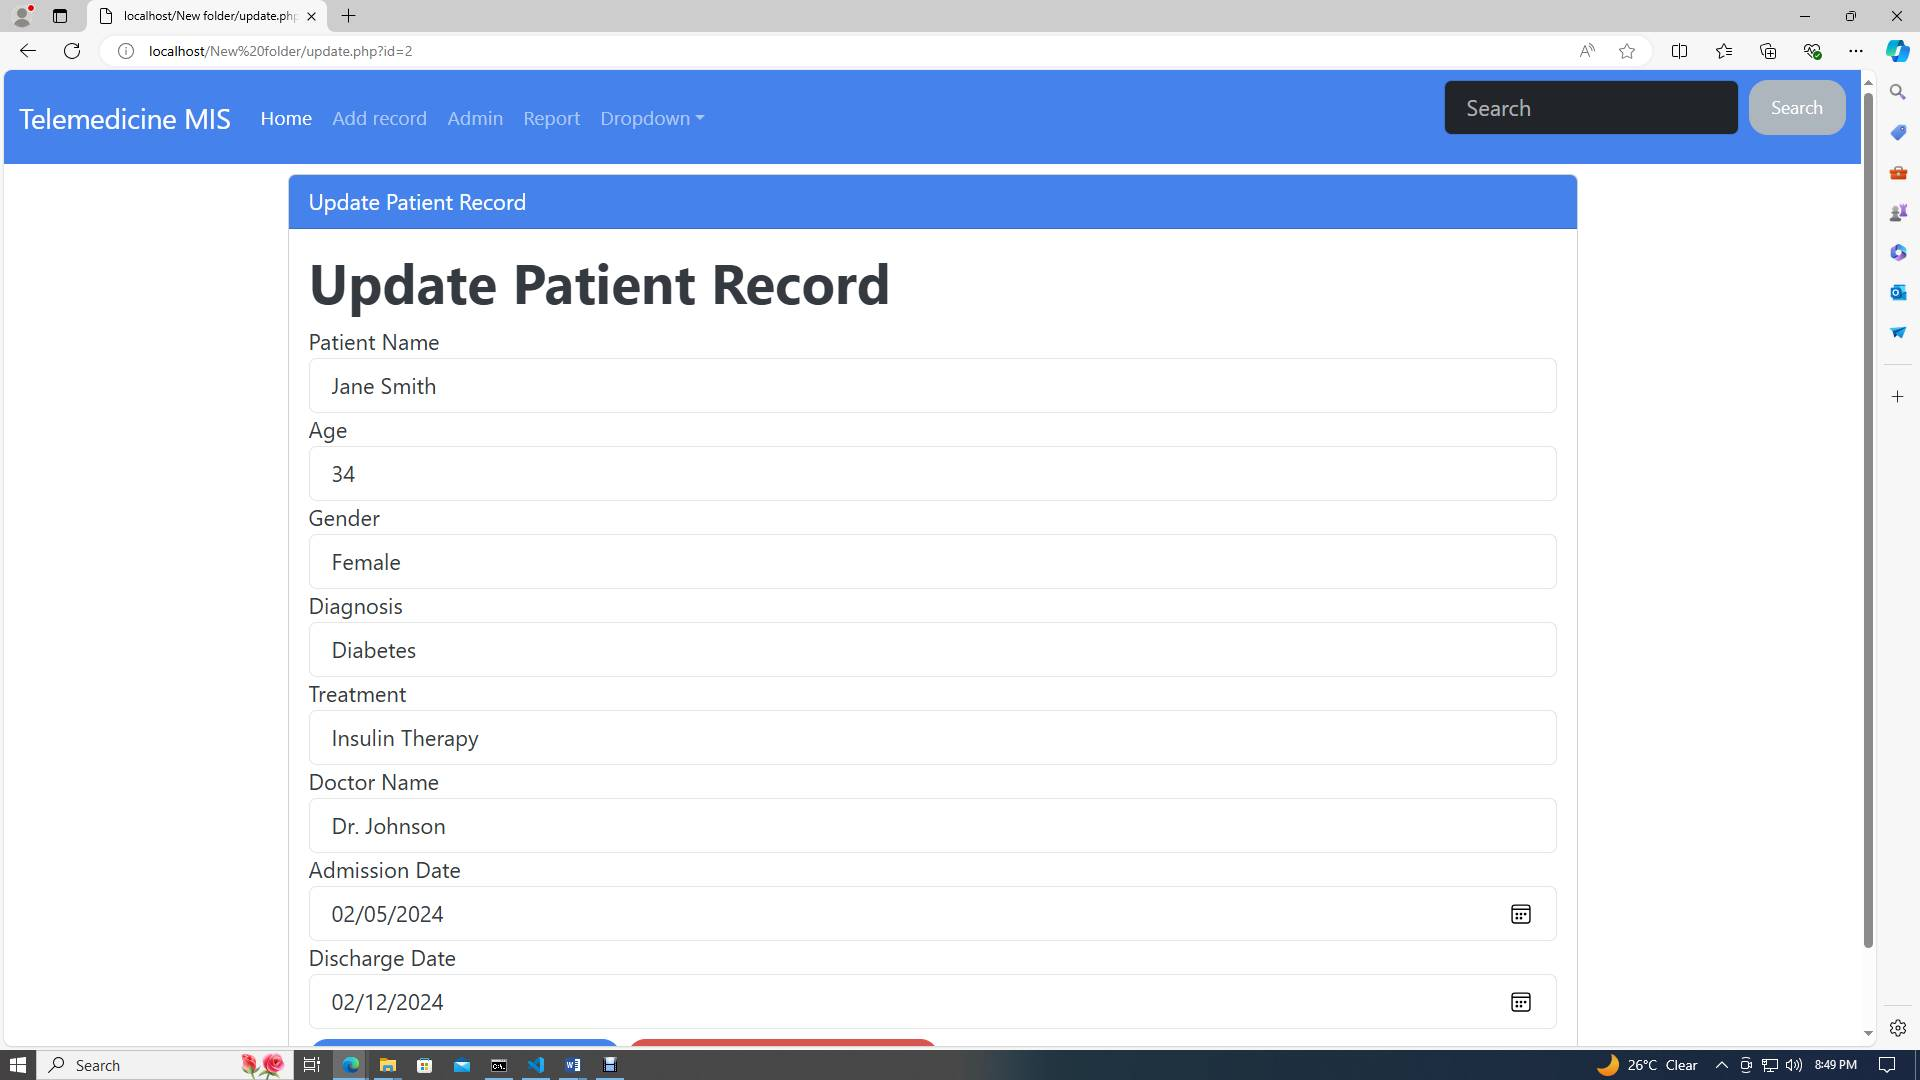 localhost/New folder/update.php
localhost/New%20folder/update.php?id=2
Telemedicine MIS
Home
Add record
Admin
Report
Dropdown
Search
Search
Update Patient Record
Update Patient Record
Patient Name
Jane Smith
Age
34
Gender
Female
Diagnosis
Diabetes
Treatment
Insulin Therapy
Doctor Name
Dr. Johnson
Admission Date
02/05/2024
Discharge Date
02/12/2024
Search
26°C Clear
8:49 PM